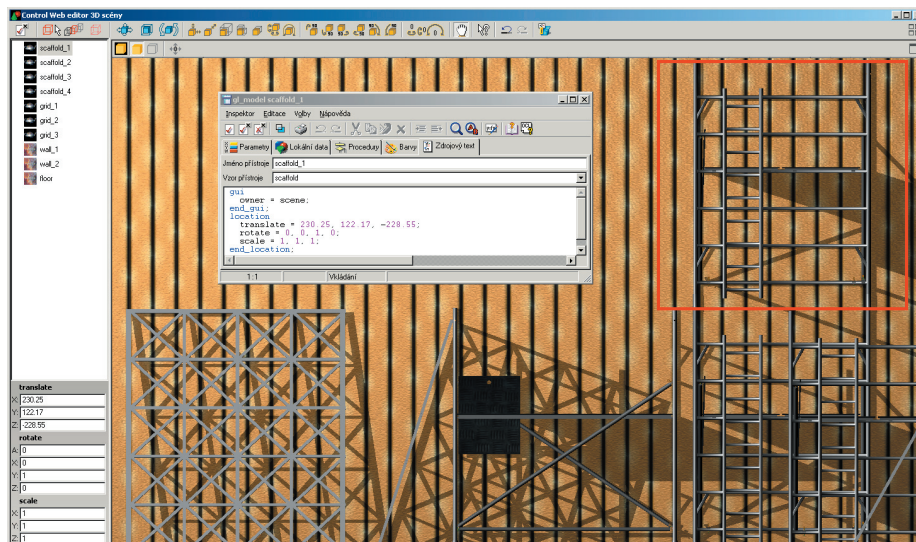 Control Web editor 3D scény
scaffold_1
scaffold_2
scaffold_3
scaffold_4
grid_1
grid_2
grid_3
wall_1
wall_2
floor
gl_model scaffold_1
Inspektor Editace Volby Nápověda
Parametry Lokální data Procedury Barvy Zdrojový text
Jméno přístroje scaffold_1
Vzor přístroje scaffold
gui
owner = scene;
end_gui;
location
translate = 230.25, 122.17, -228.55;
rotate = 0, 0, 1, 0;
scale = 1, 1, 1;
end_location;
1:1 Vkládání
translate
X: 230.25
Y: 122.17
Z: -228.55
rotate
A: 0
X: 0
Y: 1
Z: 0
scale
X: 1
Y: 1
Z: 1